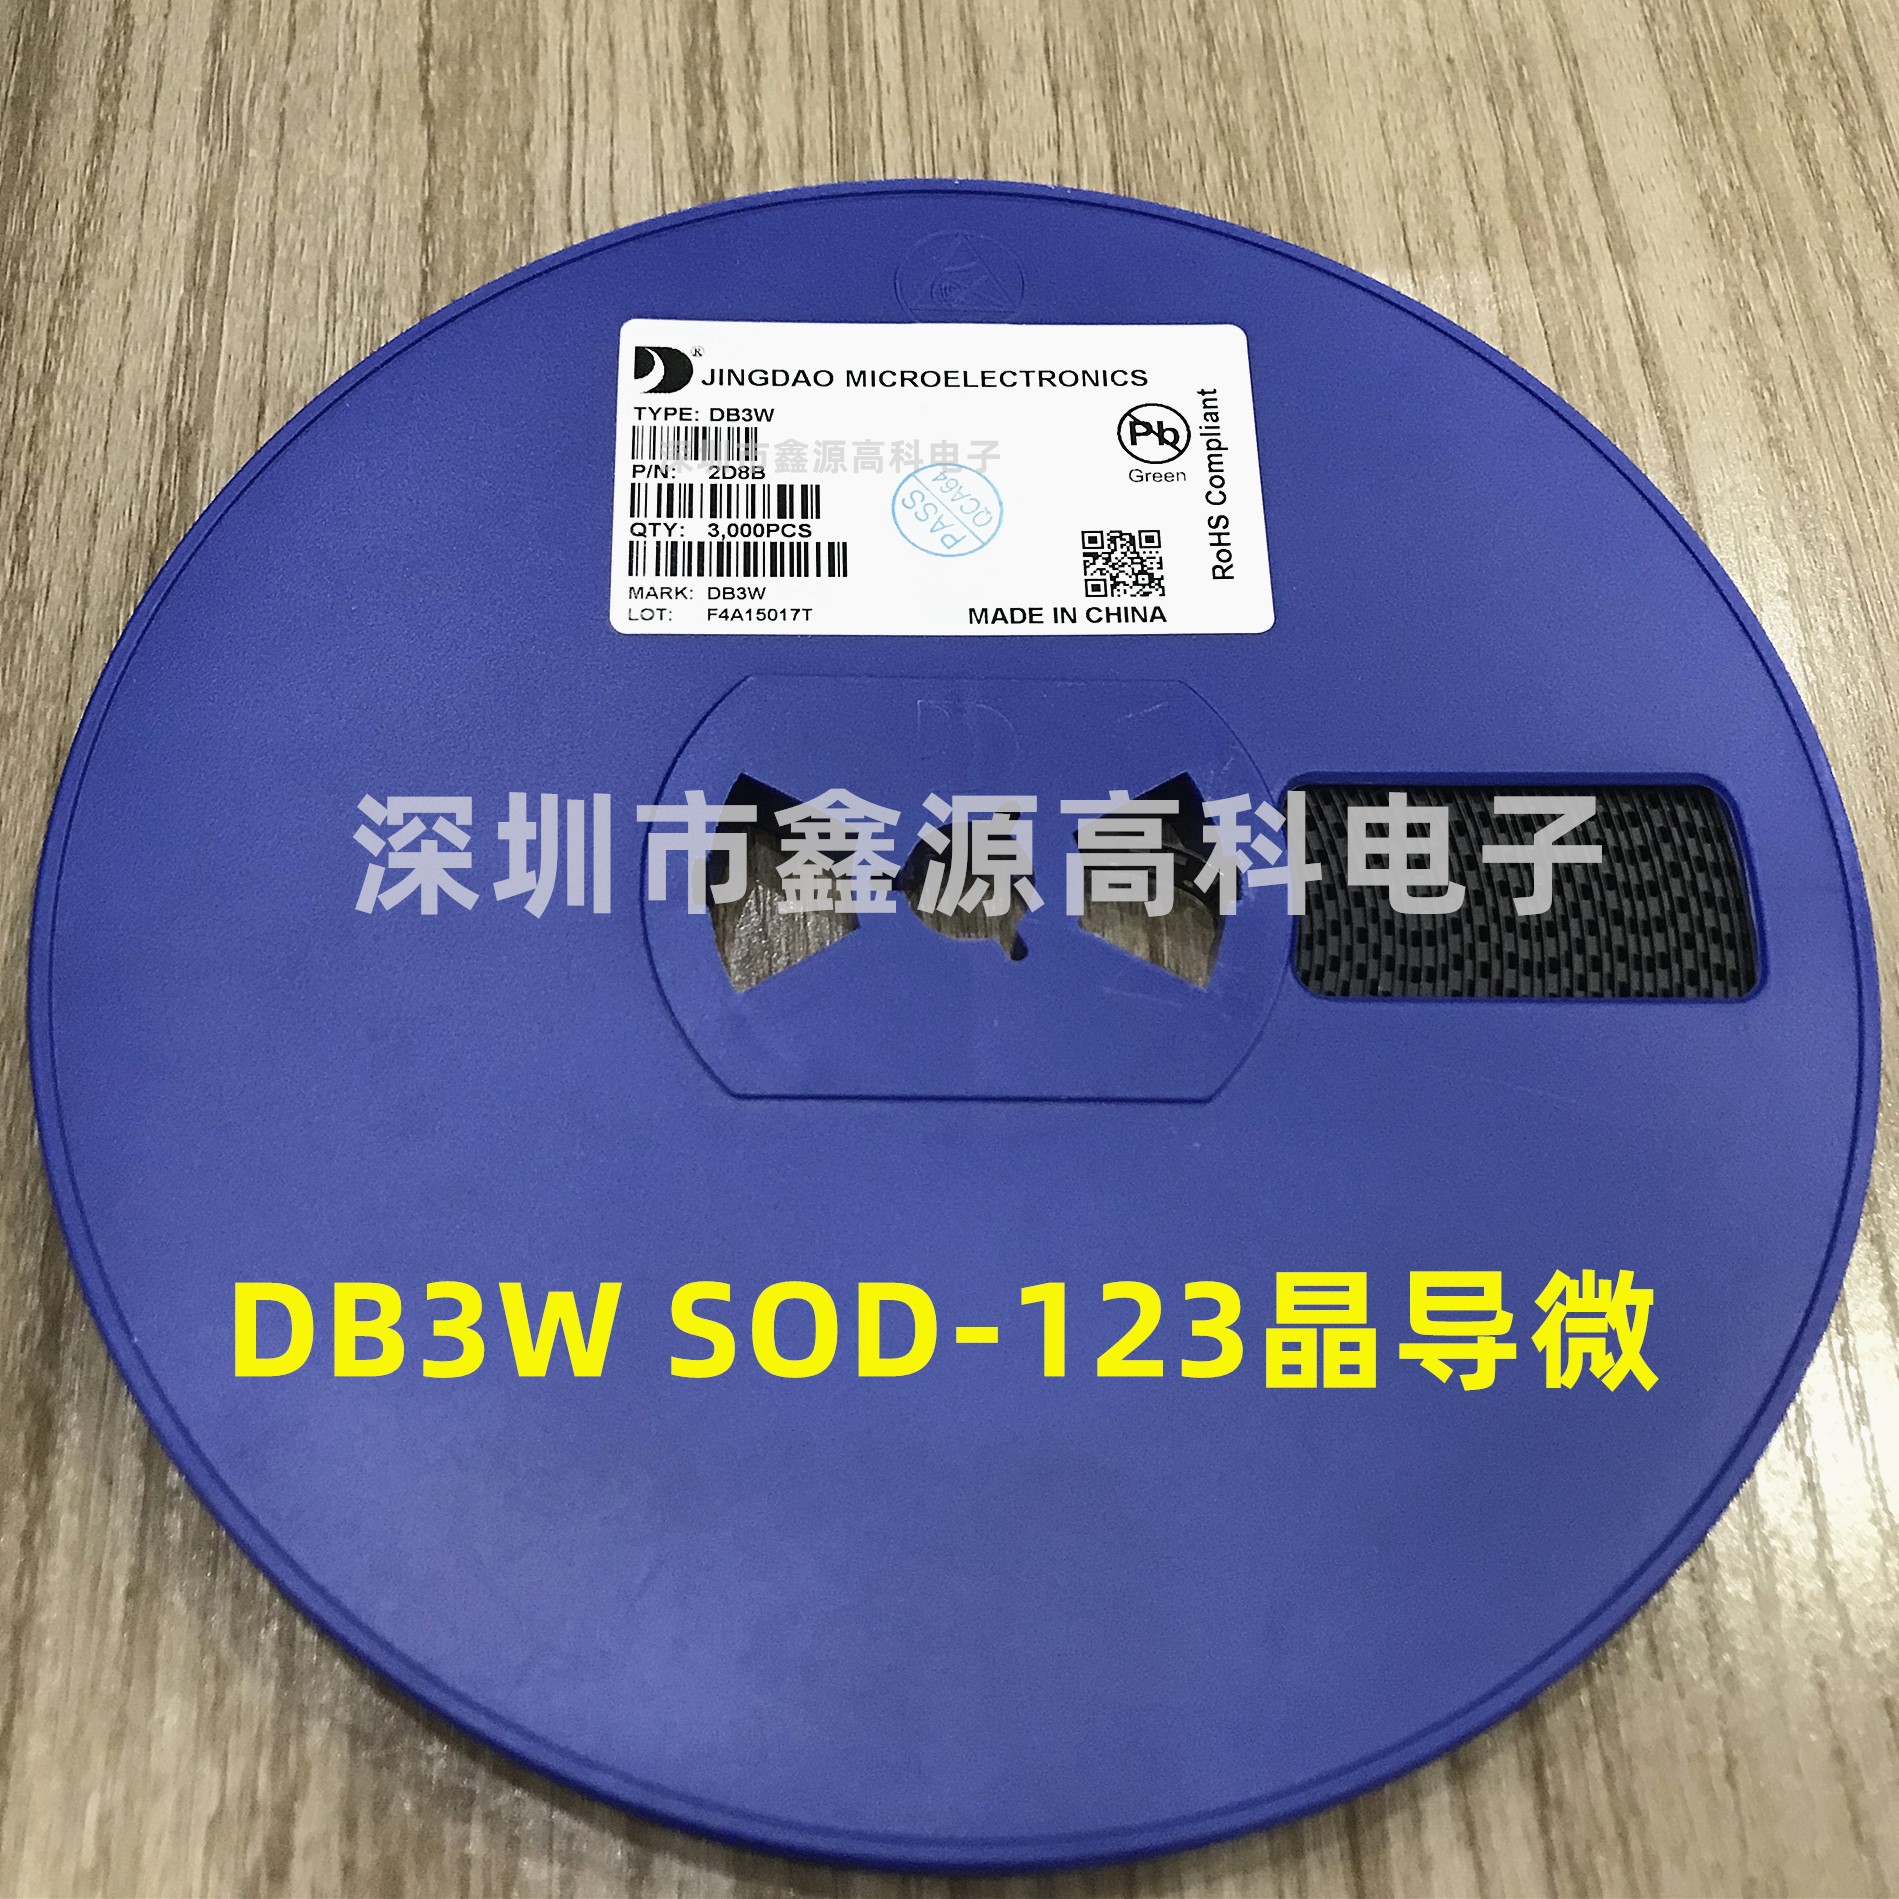 JINGDAO MICROELECTRONICS
®
TYPE: DB3W
深圳市鑫源高科电子
P/N: 2D8B
QTY: 3,000PCS
MARK: DB3W
LOT: F4A15017T
PASS
QCA64
Pb
Green
RoHS Compliant
MADE IN CHINA
深圳市鑫源高科电子
DB3W SOD-123晶导微